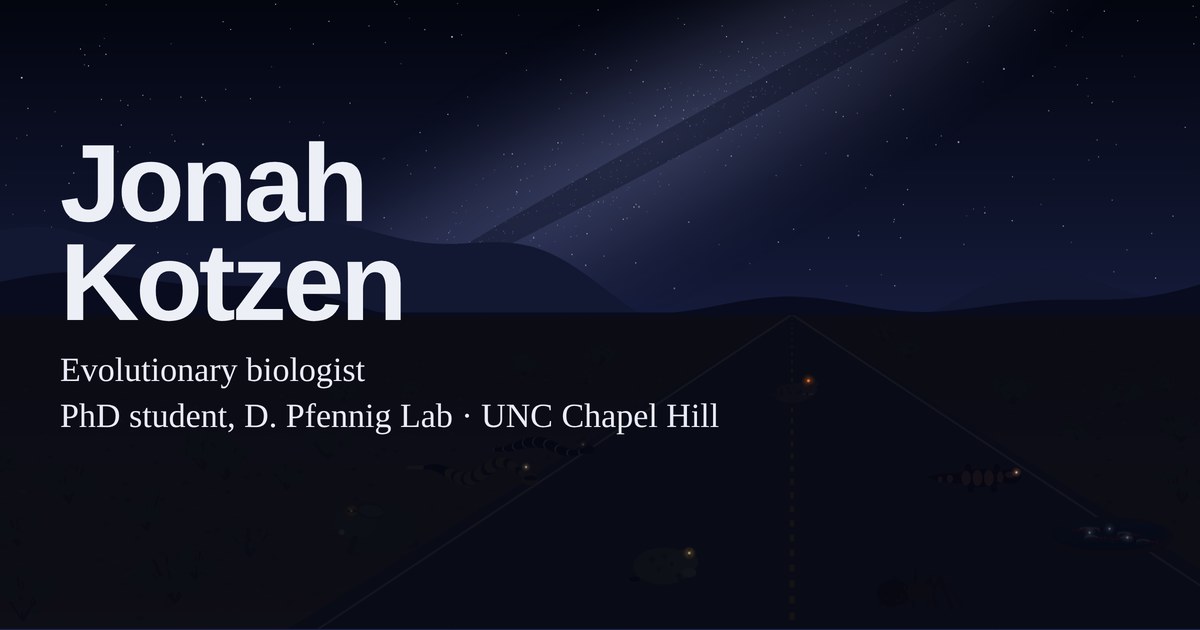 Jonah
Kotzen
Evolutionary biologist
PhD student, D. Pfennig Lab · UNC Chapel Hill